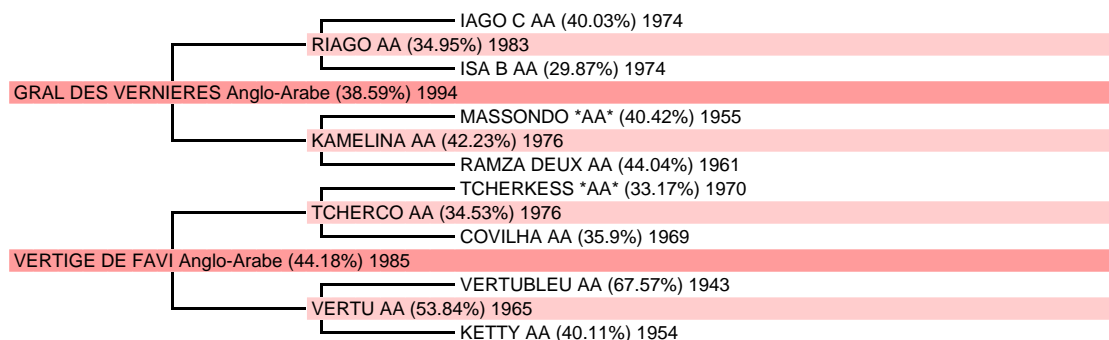 IAGO C AA (40.03%) 1974
RIAGO AA (34.95%) 1983
ISA B AA (29.87%) 1974
GRAL DES VERNIERES Anglo-Arabe (38.59%) 1994
MASSONDO *AA* (40.42%) 1955
KAMELINA AA (42.23%) 1976
RAMZA DEUX AA (44.04%) 1961
TCHERKESS *AA* (33.17%) 1970
TCHERCO AA (34.53%) 1976
COVILHA AA (35.9%) 1969
VERTIGE DE FAVI Anglo-Arabe (44.18%) 1985
VERTUBLEU AA (67.57%) 1943
VERTU AA (53.84%) 1965
KETTY AA (40.11%) 1954